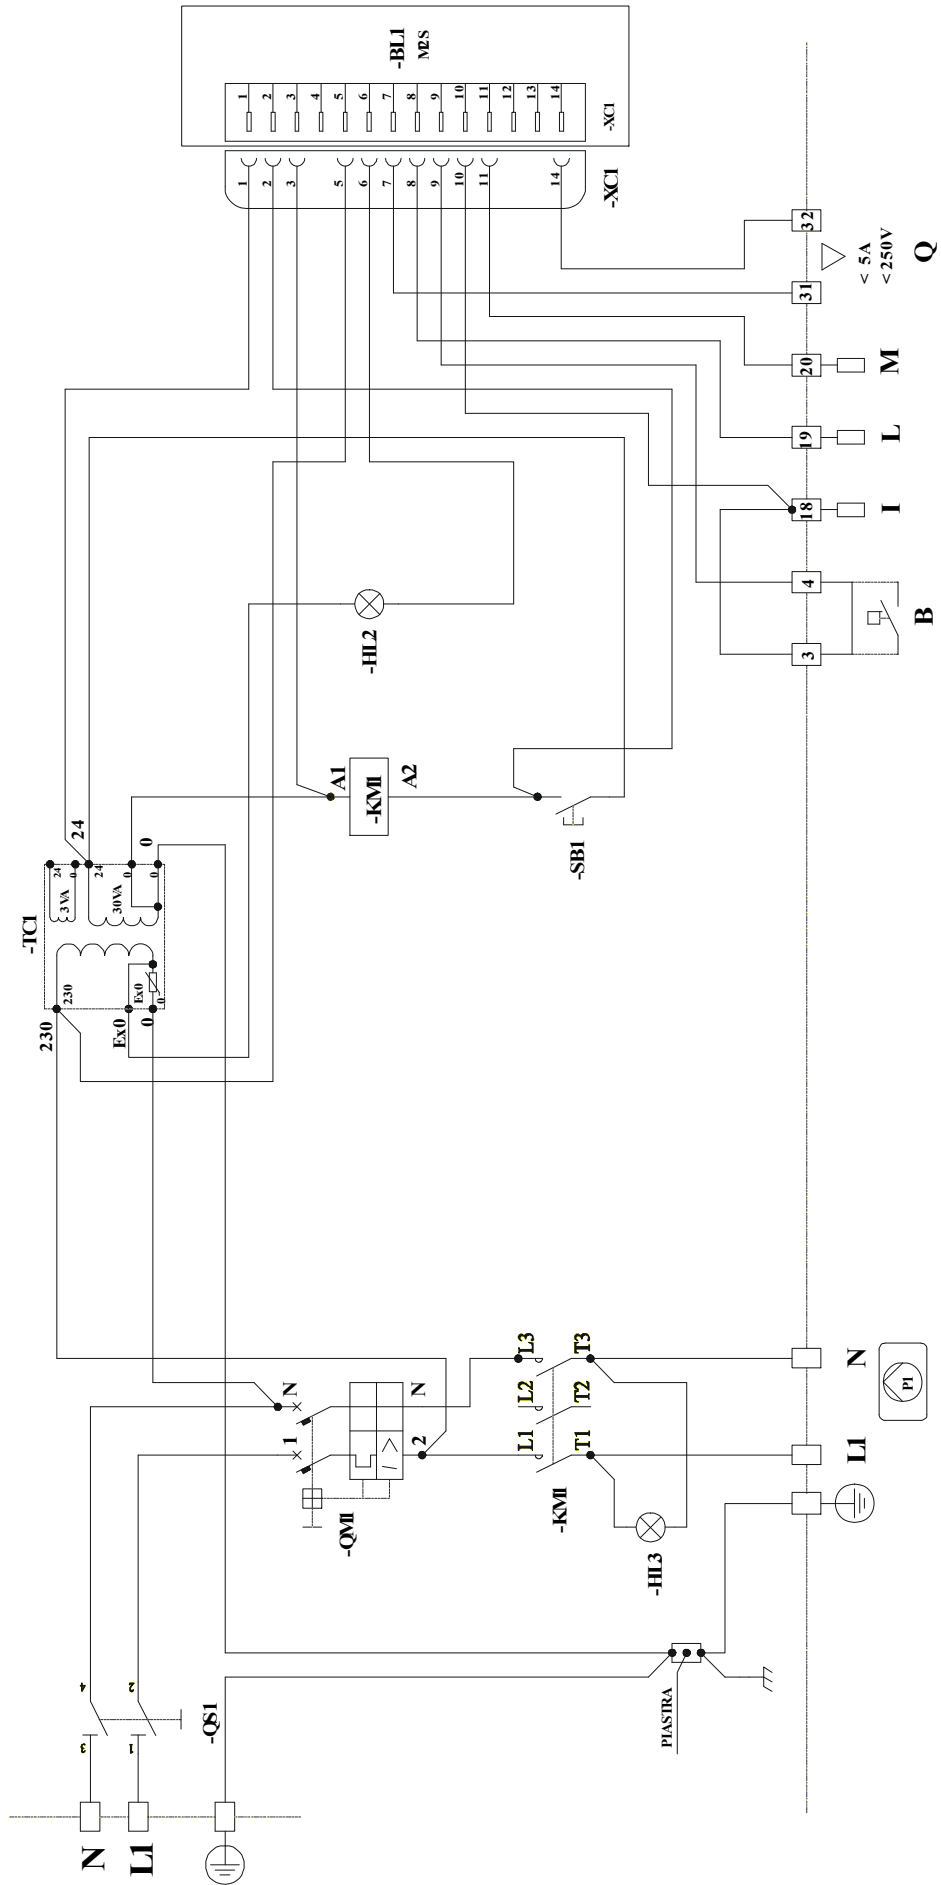 -BL1
M2S
1 2 3 4 5 6 7 8 9 10 11 12 13 14
-XC1
1 2 3 5 6 7 8 9 10 11 14
-XC1
32
31
< 5A
< 250V
Q
20
M
19
L
18
I
4
3
B
-HL2
A1
-KM1
A2
-SB1
-TC1
24
0
24
0
24
0
0
3VA
30VA
230
Ex0
0
230
Ex0
0
1
N
-QM1
I >
2
N
L1 L2 L3
-KM1
T1 T2 T3
-HL3
N
P1
L1
PIASTRA
4
2
3
1
-QS1
N
L1